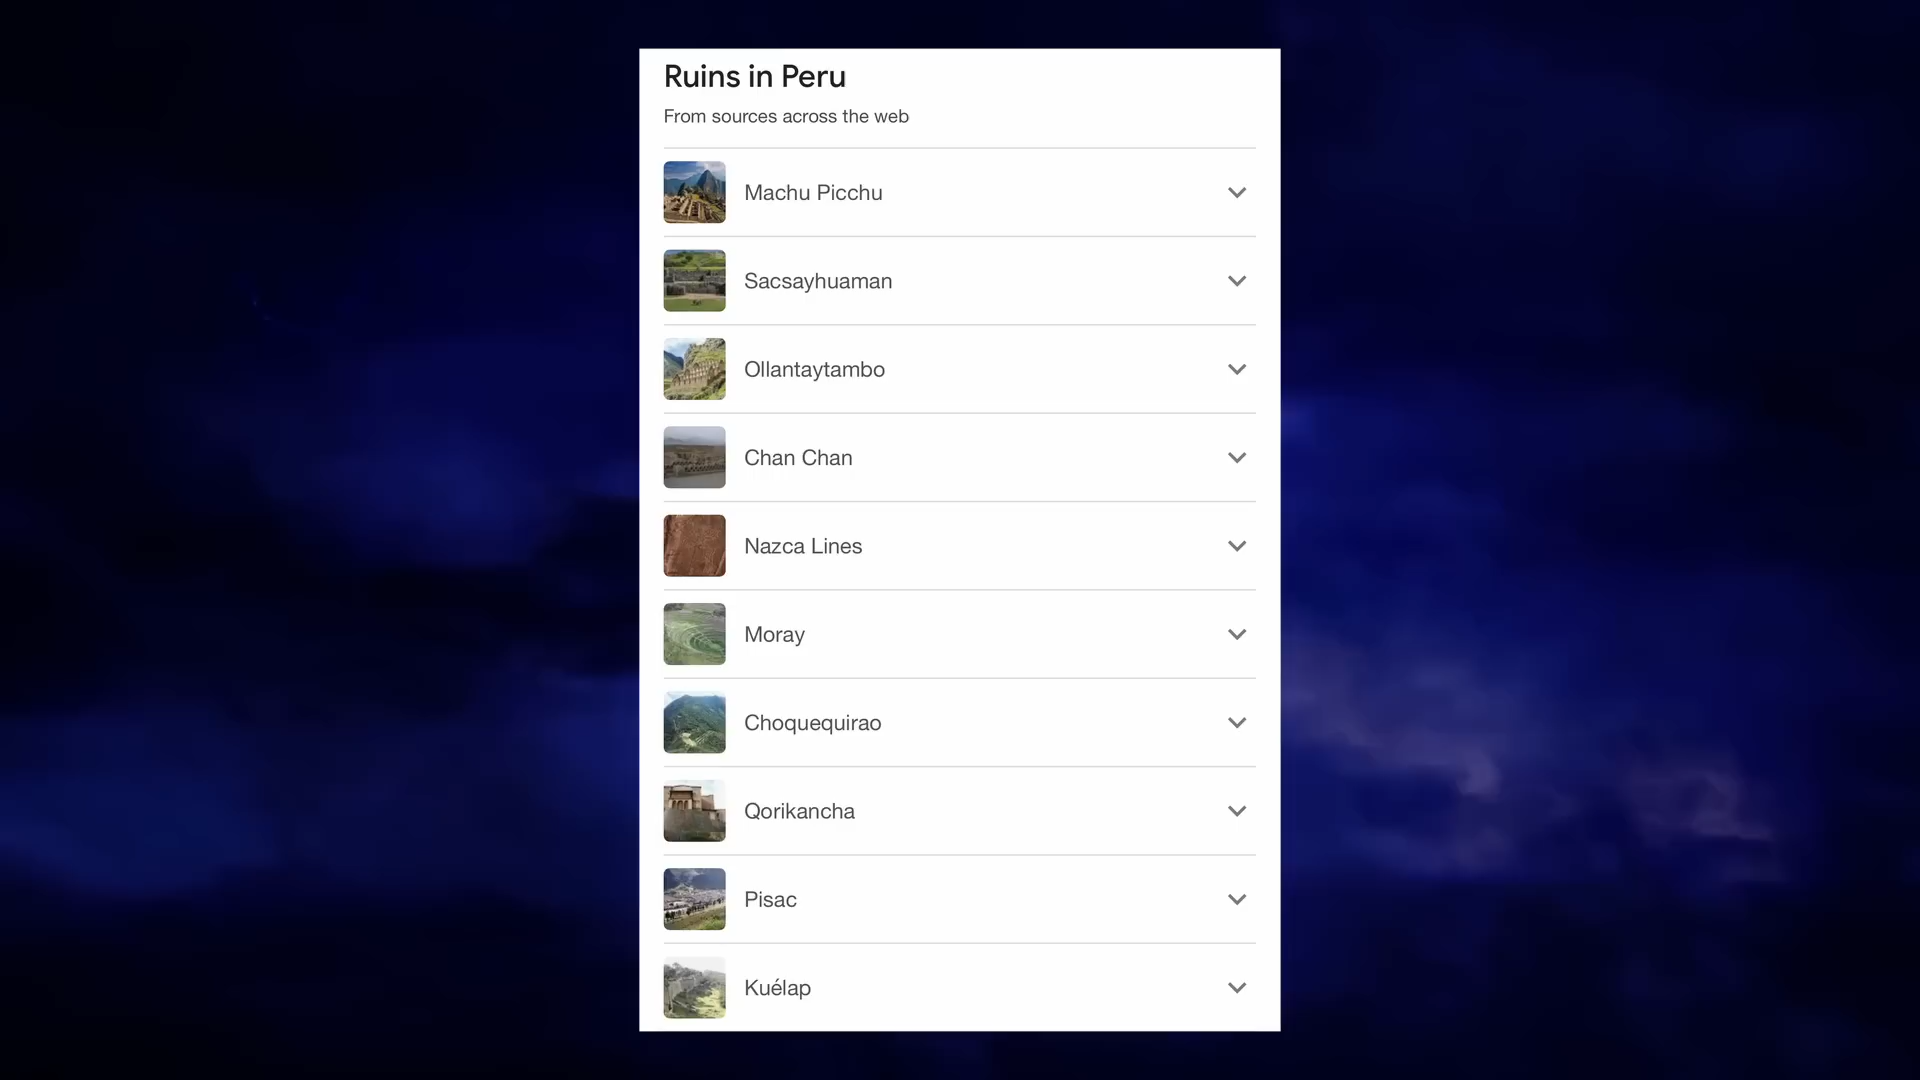 Ruins in Peru
From sources across the web
Machu Picchu
Sacsayhuaman
Ollantaytambo
Chan Chan
Nazca Lines
Moray
Choquequirao
Qorikancha
Pisac
Kuélap